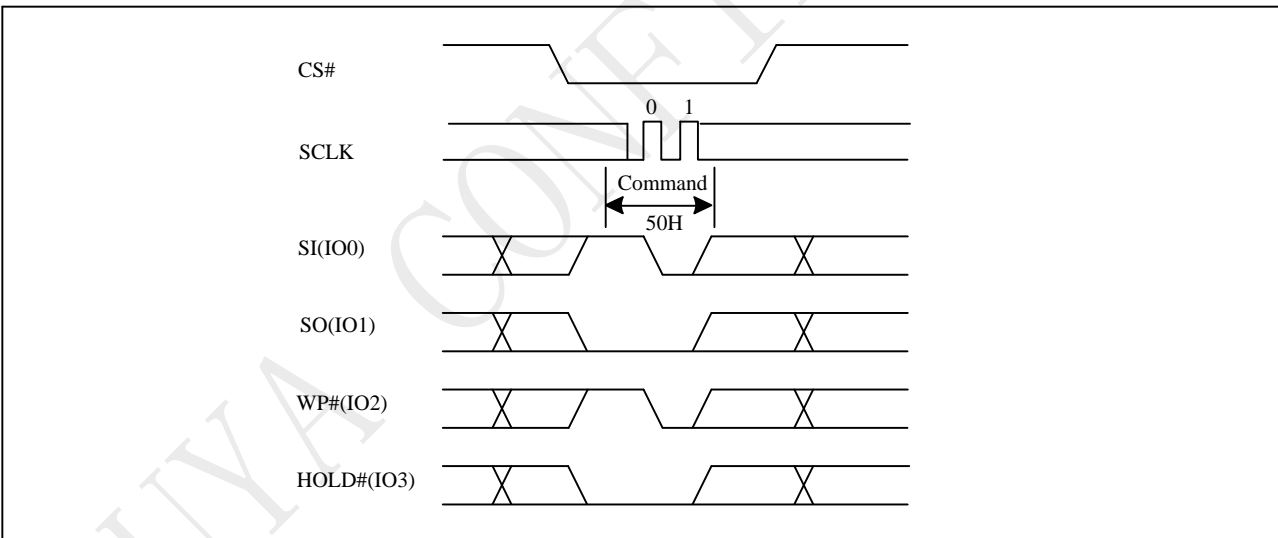 CS#
0 1
SCLK
Command
50H
SI(IO0)
SO(IO1)
WP#(IO2)
HOLD#(IO3)